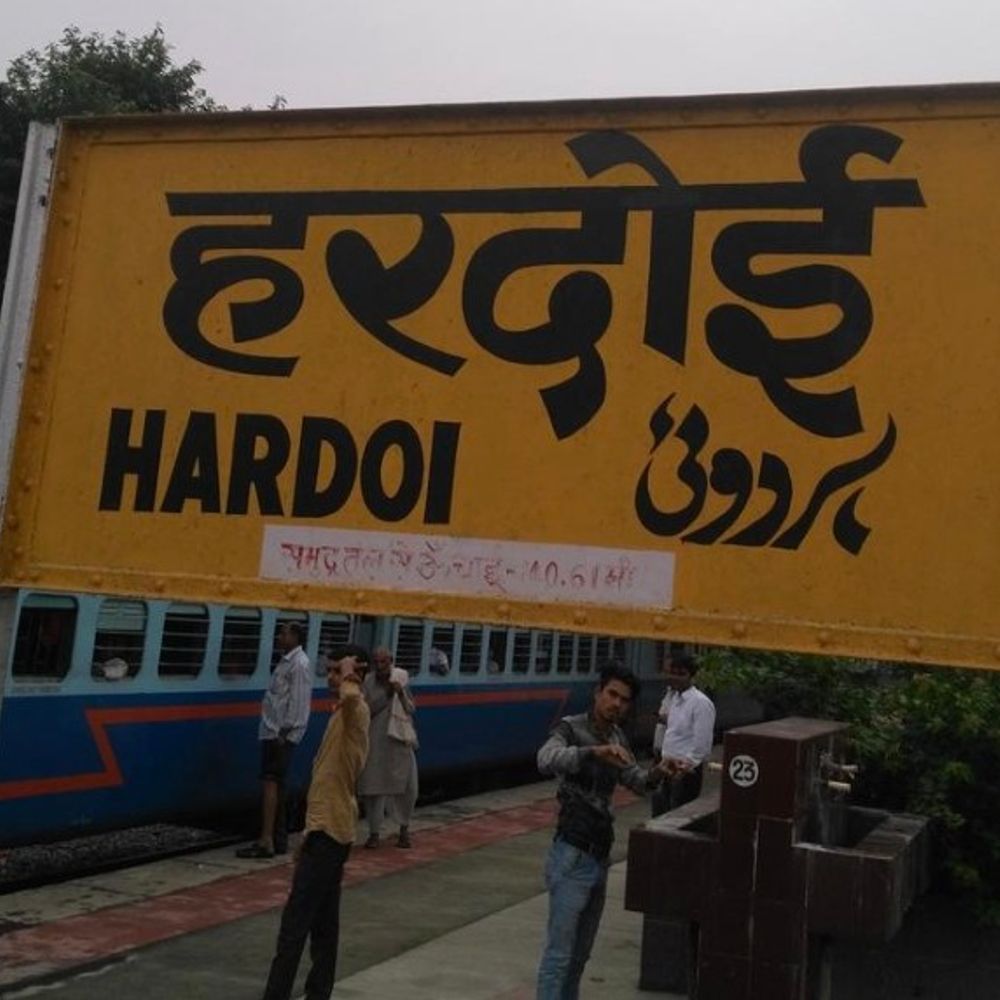 हरदोई
HARDOI
ہردوئی
समुद्र तल से ऊँचाई - 140.61 मी
23